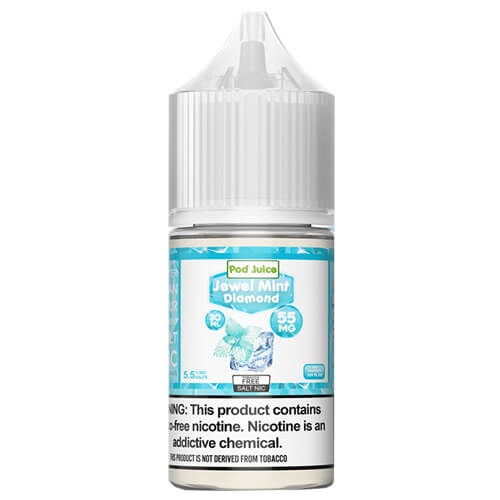 Pod Juice
Jewel Mint
Diamond
30
ML
55
MG
5.5%
FREE
SALT NIC
NING: This product contains
o-free nicotine. Nicotine is an
addictive chemical.
THIS PRODUCT IS NOT DERIVED FROM TOBACCO